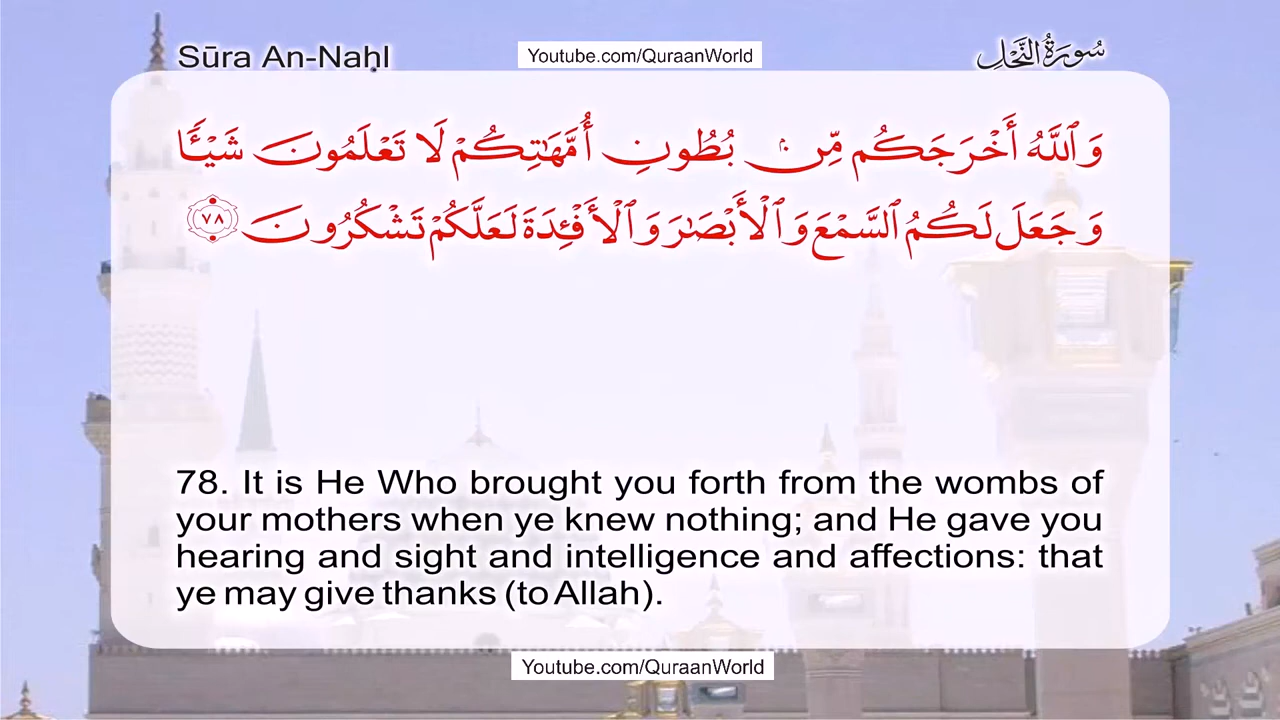 Sūra An-Naḥl
Youtube.com/QuraanWorld
سُورَةُ النَّحْلِ
وَٱللَّهُ أَخْرَجَكُم مِّنۢ بُطُونِ أُمَّهَٰتِكُمْ لَا تَعْلَمُونَ شَيْـًٔا
وَجَعَلَ لَكُمُ ٱلسَّمْعَ وَٱلْأَبْصَٰرَ وَٱلْأَفْـِٔدَةَ لَعَلَّكُمْ تَشْكُرُونَ ٧٨
78. It is He Who brought you forth from the wombs of
your mothers when ye knew nothing; and He gave you
hearing and sight and intelligence and affections: that
ye may give thanks (to Allah).
Youtube.com/QuraanWorld